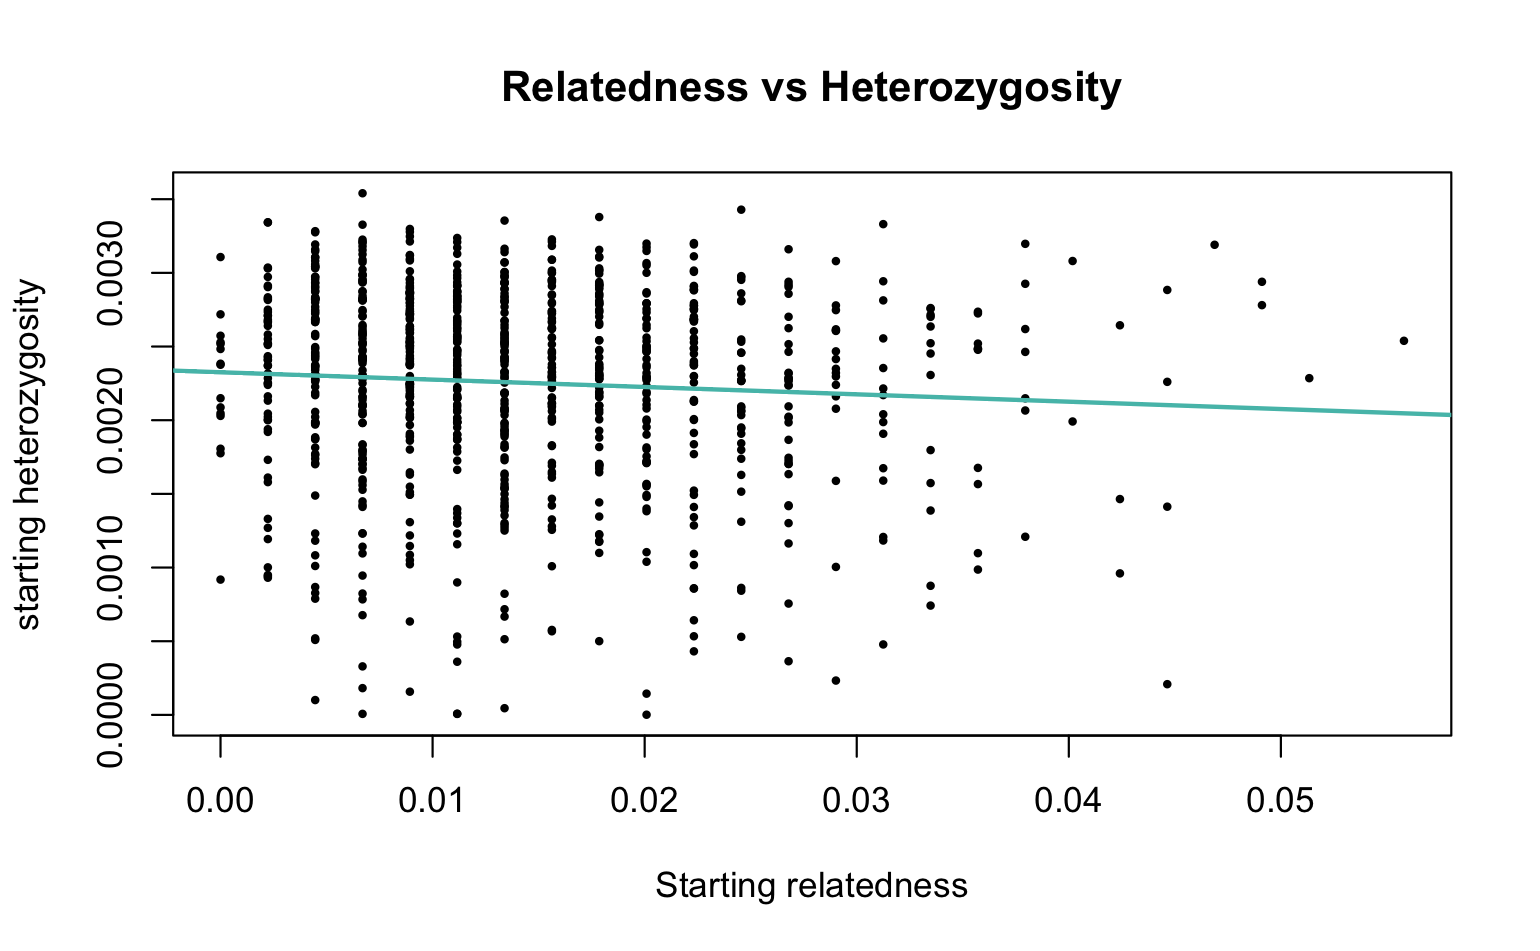 Relatedness vs Heterozygosity
starting heterozygosity
0.0030
0.0020
0.0010
0.0000
0.00 0.01 0.02 0.03 0.04 0.05
Starting relatedness